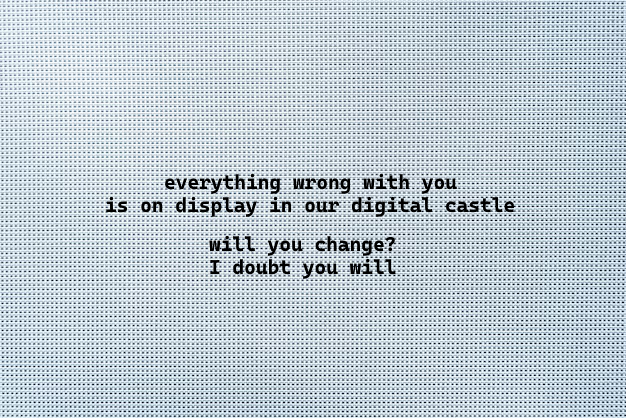 everything wrong with you
is on display in our digital castle
will you change?
I doubt you will